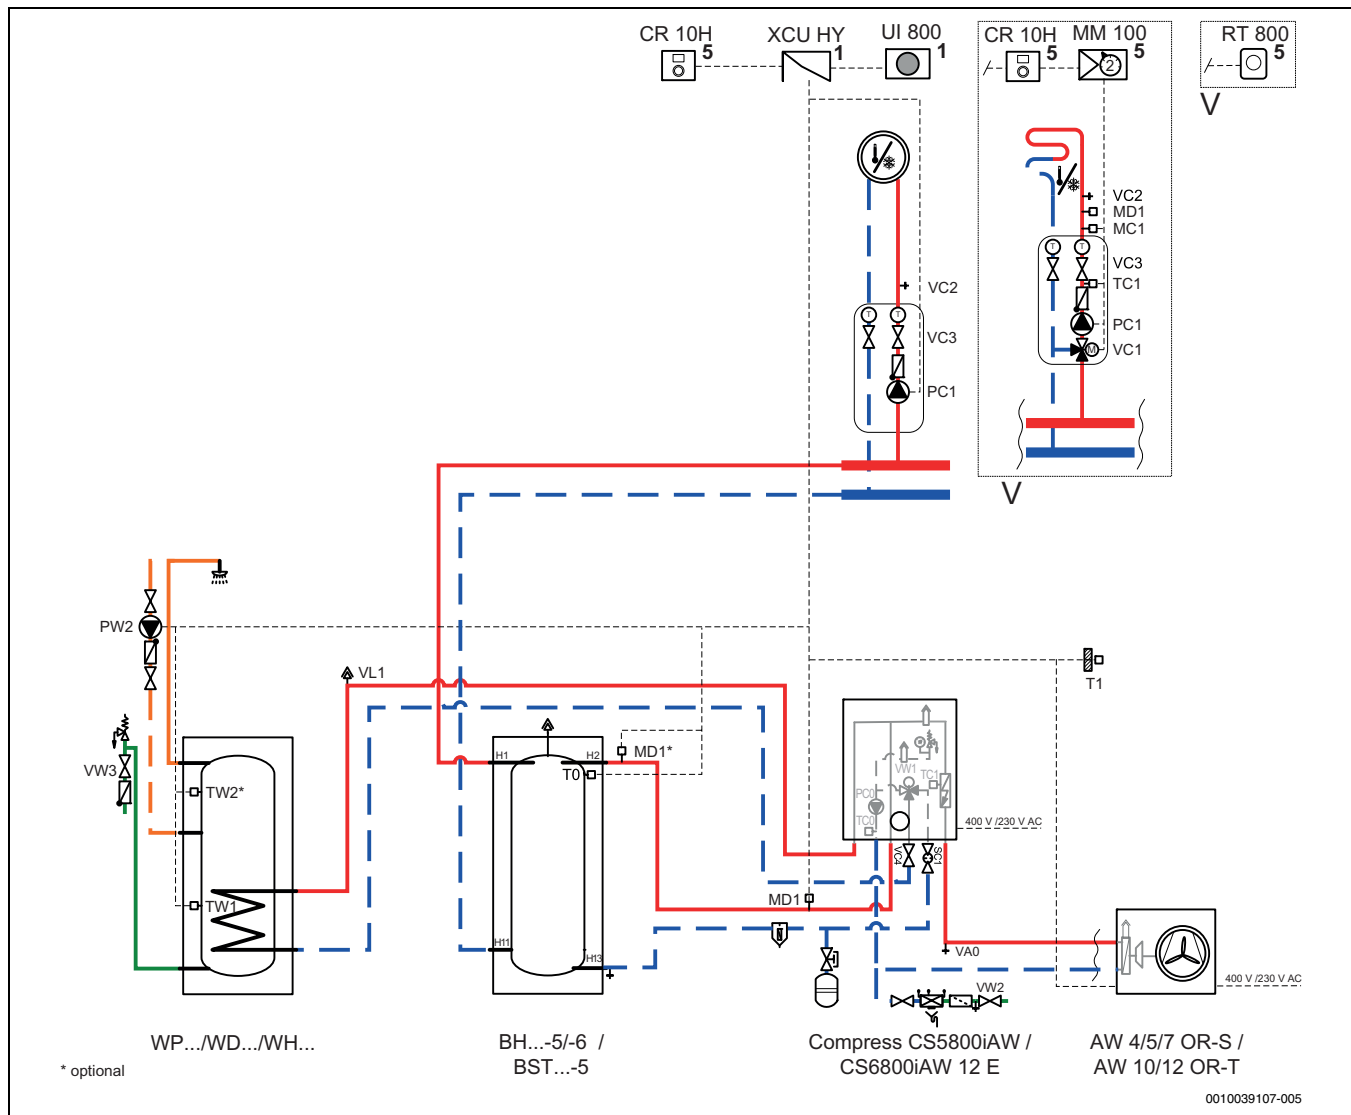 CR 10H
5
XCU HY
1
UI 800
1
CR 10H
5
MM 100
5
2
RT 800
5
V
VC2
MD1
MC1
T
T
VC3
TC1
PC1
VC1
M
V
VC2
T
T
VC3
PC1
PW2
VL1
T1
VW3
TW2*
TW1
H1
H2
MD1*
T0
H11
H13
VW1
TC1
PC0
TC0
400 V /230 V AC
VC4
SC1
MD1
VA0
VW2
400 V /230 V AC
WP.../WD.../WH...
BH...-5/-6 /
BST...-5
Compress CS5800iAW /
CS6800iAW 12 E
AW 4/5/7 OR-S /
AW 10/12 OR-T
* optional
0010039107-005